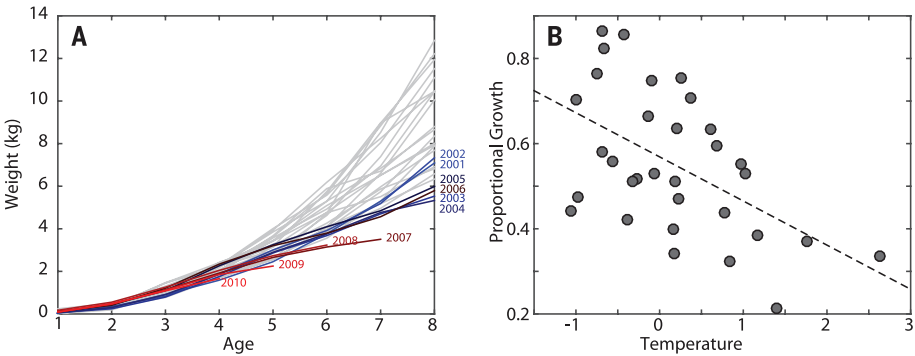 A
14
12
10
8
6
4
2
0
Weight (kg)
1 2 3 4 5 6 7 8
Age
2002
2001
2005
2006
2003
2004
2007
2008
2009
2010
B
0.8
0.6
0.4
0.2
Proportional Growth
-1 0 1 2 3
Temperature